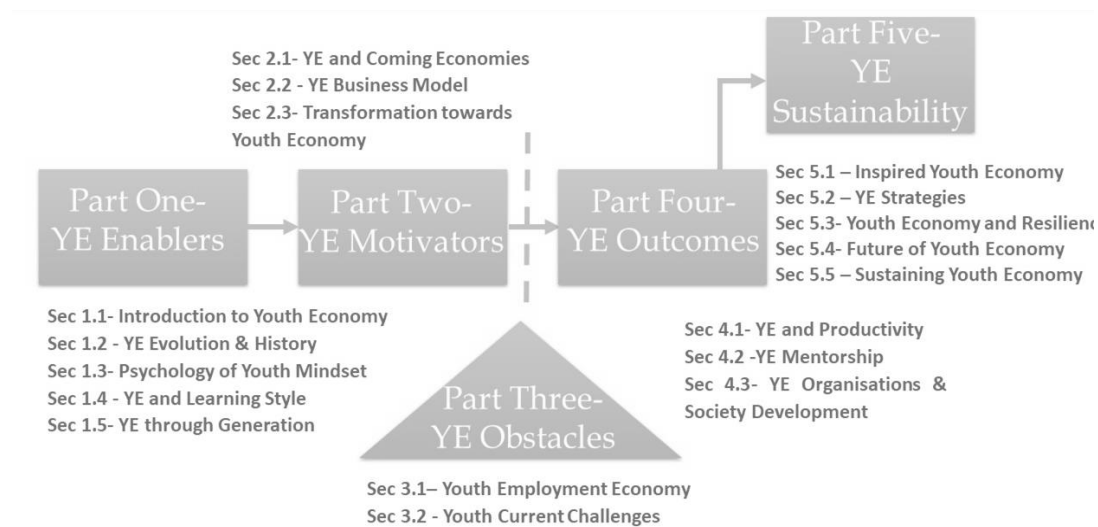 Part Five-
YE
Sustainability
Sec 2.1- YE and Coming Economies
Sec 2.2 - YE Business Model
Sec 2.3- Transformation towards
Youth Economy
Part One-
YE Enablers
Part Two-
YE Motivators
Part Four-
YE Outcomes
Sec 5.1 – Inspired Youth Economy
Sec 5.2 – YE Strategies
Sec 5.3- Youth Economy and Resilienc
Sec 5.4- Future of Youth Economy
Sec 5.5 – Sustaining Youth Economy
Sec 1.1- Introduction to Youth Economy
Sec 1.2 - YE Evolution & History
Sec 1.3- Psychology of Youth Mindset
Sec 1.4 - YE and Learning Style
Sec 1.5- YE through Generation
Part Three-
YE Obstacles
Sec 4.1- YE and Productivity
Sec 4.2 -YE Mentorship
Sec 4.3- YE Organisations &
Society Development
Sec 3.1– Youth Employment Economy
Sec 3.2 - Youth Current Challenges